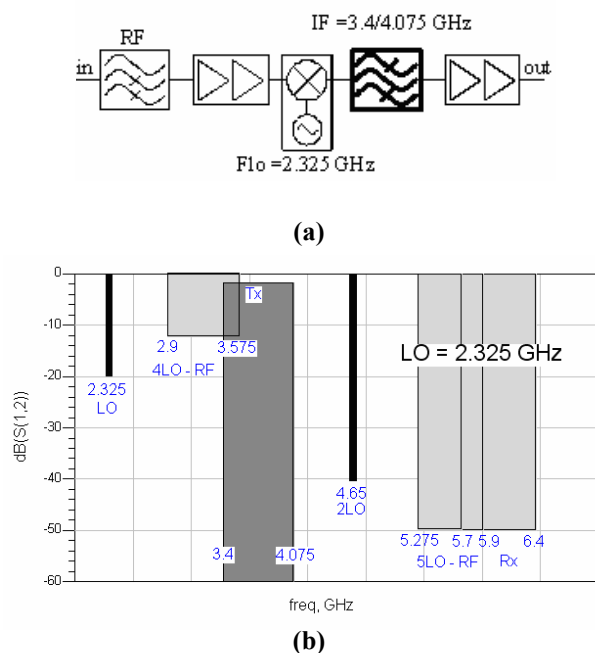 IF =3.4/4.075 GHz
RF
in
out
Flo =2.325 GHz
(a)
dB(S(1,2))
0
-10
-20
-30
-40
-50
-60
Tx
2.9
3.575
4LO - RF
LO = 2.325 GHz
2.325
LO
4.65
2LO
5.275
5.7
5.9
6.4
5LO - RF
Rx
3.4
4.075
freq, GHz
(b)